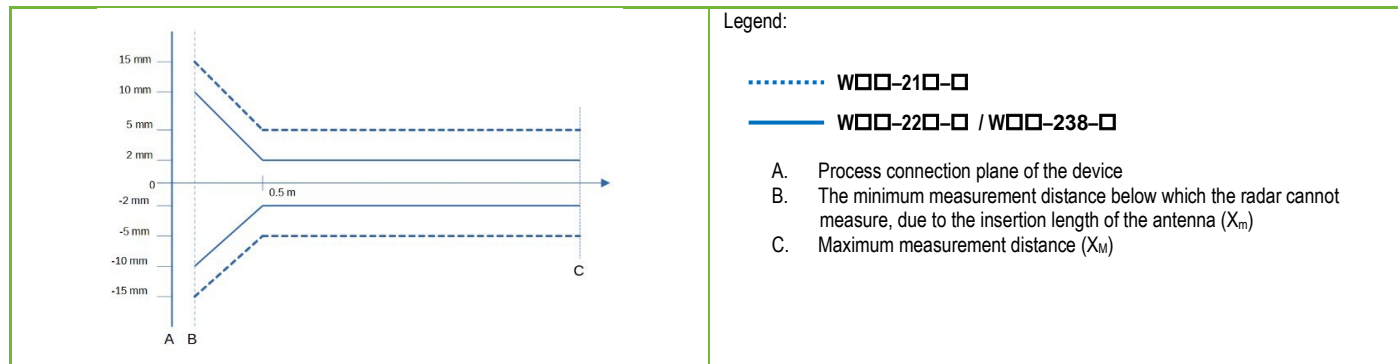 15 mm
10 mm
5 mm
2 mm
0
0.5 m
-2 mm
-5 mm
-10 mm
-15 mm
C
A B
Legend:
W□□–21□–□
W□□–22□–□ / W□□–238–□
A. Process connection plane of the device
B. The minimum measurement distance below which the radar cannot
measure, due to the insertion length of the antenna (Xm)
C. Maximum measurement distance (XM)